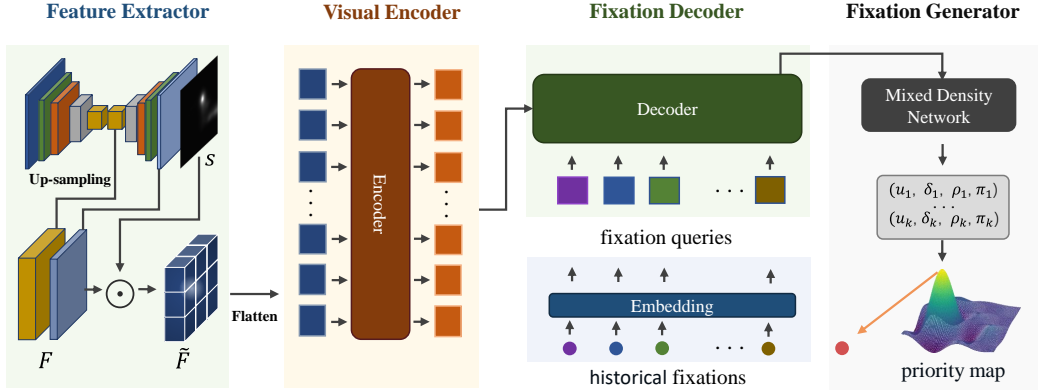 Feature Extractor
Visual Encoder
Fixation Decoder
Fixation Generator
S
Up-sampling
F
F̃
Flatten
Encoder
Decoder
fixation queries
Embedding
historical fixations
Mixed Density
Network
(u₁, δ₁, ρ₁, π₁)
. . .
(uₖ, δₖ, ρₖ, πₖ)
priority map